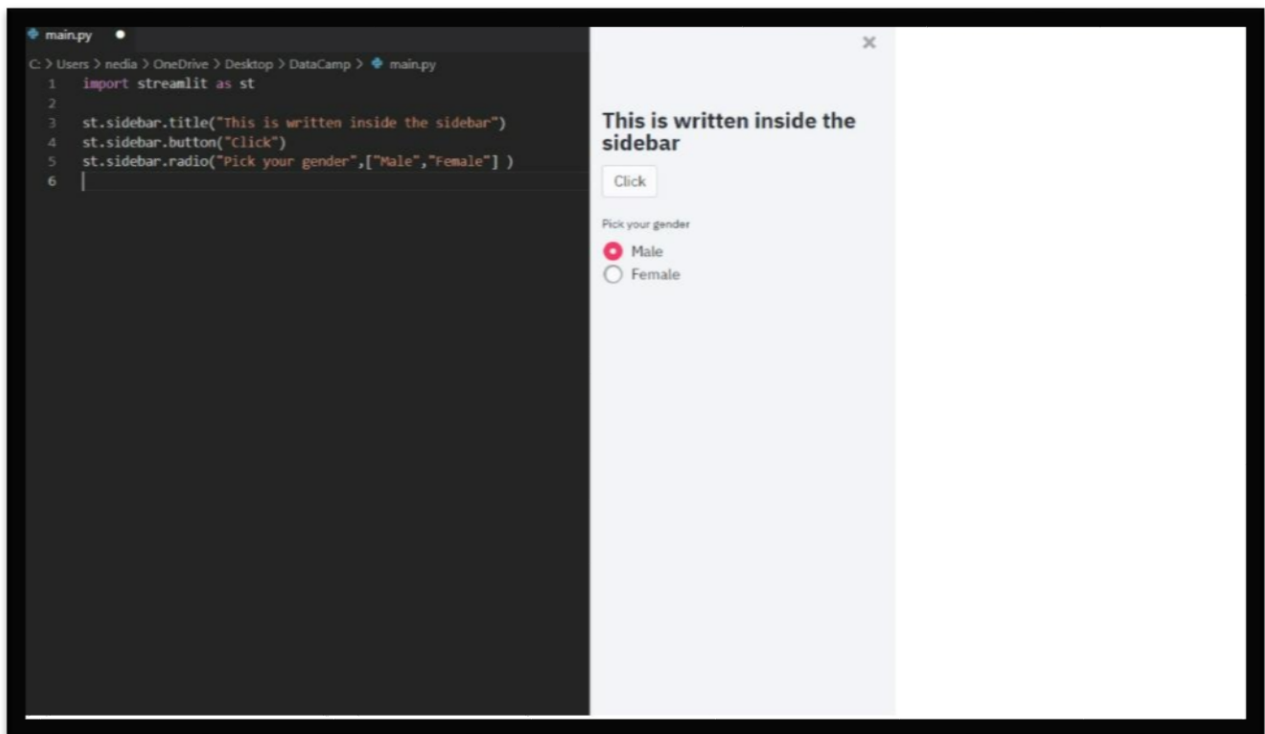 main.py
C: > Users > nedia > OneDrive > Desktop > DataCamp > main.py
1 import streamlit as st
2
3 st.sidebar.title("This is written inside the sidebar")
4 st.sidebar.button("Click")
5 st.sidebar.radio("Pick your gender",["Male","Female"] )
6
This is written inside the
sidebar
Click
Pick your gender
Male
Female